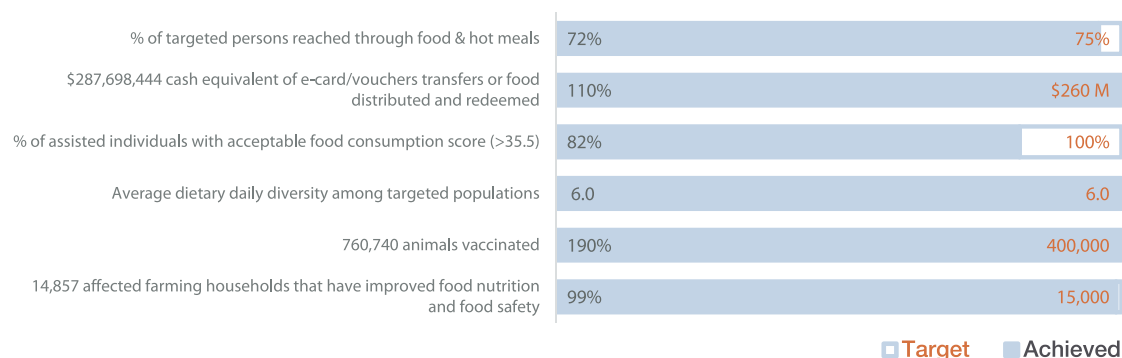 % of targeted persons reached through food & hot meals 72% 75%
$287,698,444 cash equivalent of e-card/vouchers transfers or food
distributed and redeemed 110% $260 M
% of assisted individuals with acceptable food consumption score (>35.5) 82% 100%
Average dietary daily diversity among targeted populations 6.0 6.0
760,740 animals vaccinated 190% 400,000
14,857 affected farming households that have improved food nutrition
and food safety 99% 15,000
Target Achieved